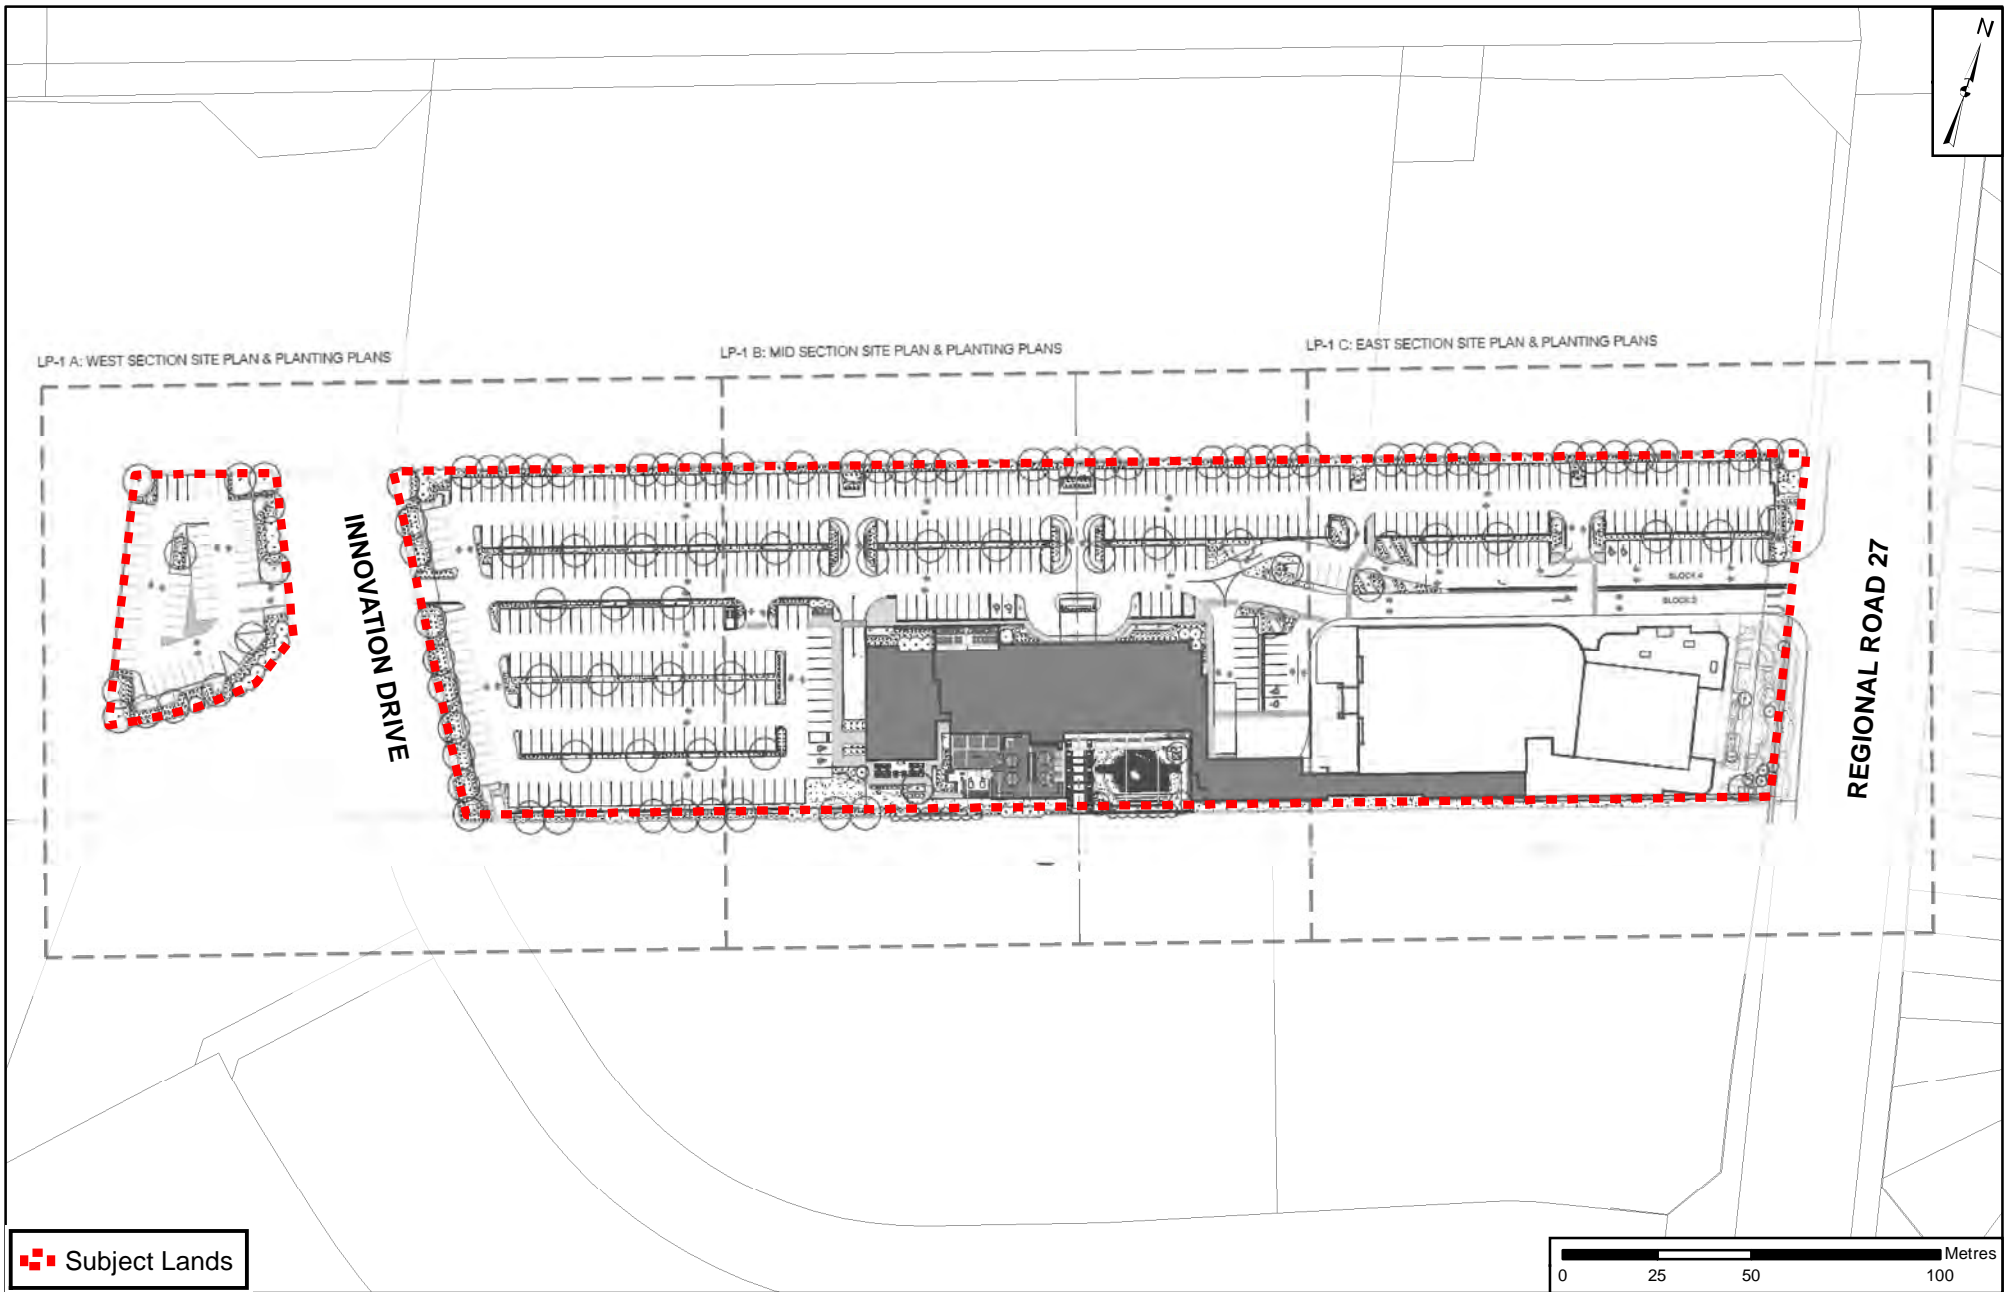 N
LP-1 A: WEST SECTION SITE PLAN & PLANTING PLANS
LP-1 B: MID SECTION SITE PLAN & PLANTING PLANS
LP-1 C: EAST SECTION SITE PLAN & PLANTING PLANS
INNOVATION DRIVE
BLOCK 4
BLOCK 3
REGIONAL ROAD 27
Subject Lands
Metres
0 25 50 100